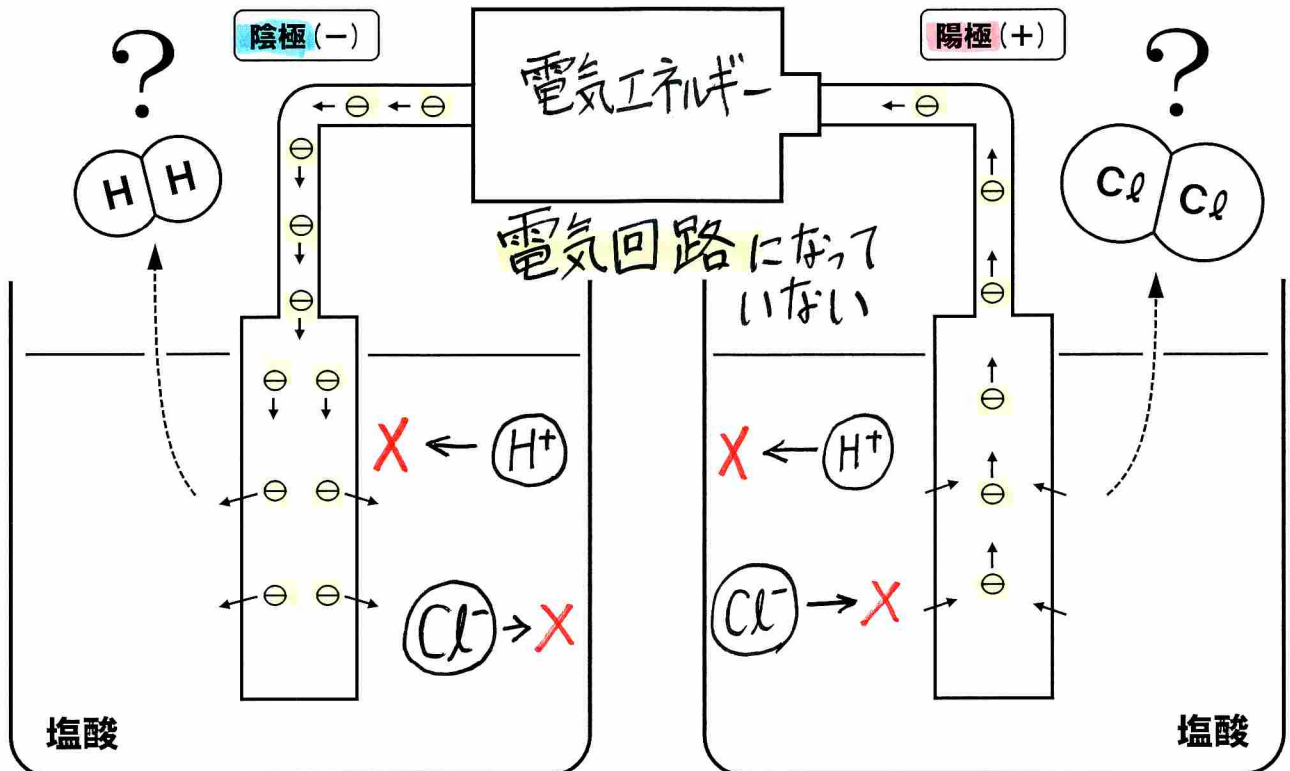 陰極(－)
陽極(＋)
?
?
電気エネルギー
H H
Cℓ Cℓ
電気回路になって
いない
X ← H⁺
X ← H⁺
Cl⁻ → X
Cl⁻ → X
塩酸
塩酸